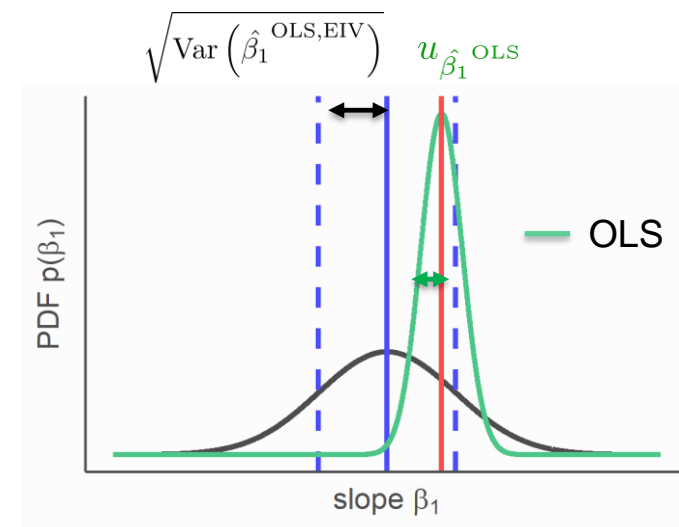 √Var(β̂₁^OLS,EIV)
u_β̂₁^OLS
OLS
PDF p(β₁)
slope β₁